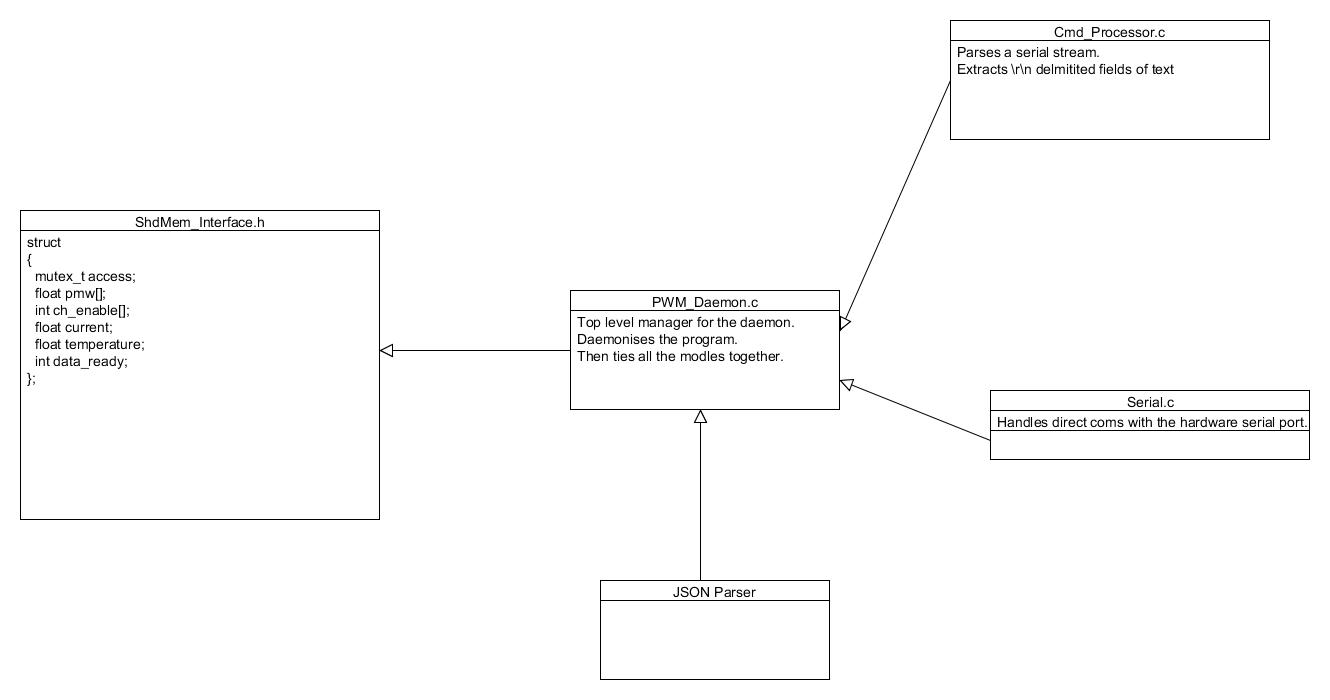 Cmd_Processor.c
Parses a serial stream.
Extracts \r\n delmitited fields of text
ShdMem_Interface.h
struct
{
mutex_t access;
float pmw[];
int ch_enable[];
float current;
float temperature;
int data_ready;
};
PWM_Daemon.c
Top level manager for the daemon.
Daemonises the program.
Then ties all the modles together.
Serial.c
Handles direct coms with the hardware serial port.
JSON Parser